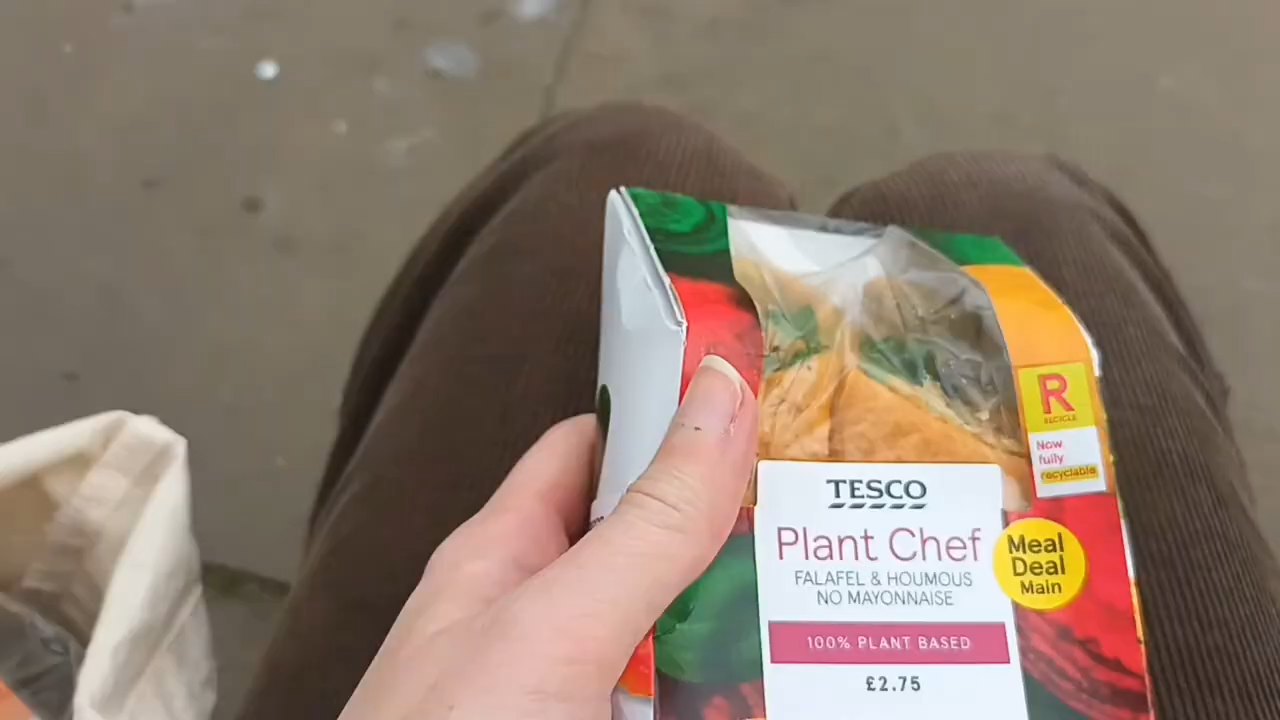 R
RECYCLE
Now
fully
recyclable
TESCO
Plant Chef
FALAFEL & HOUMOUS
NO MAYONNAISE
Meal
Deal
Main
100% PLANT BASED
£2.75